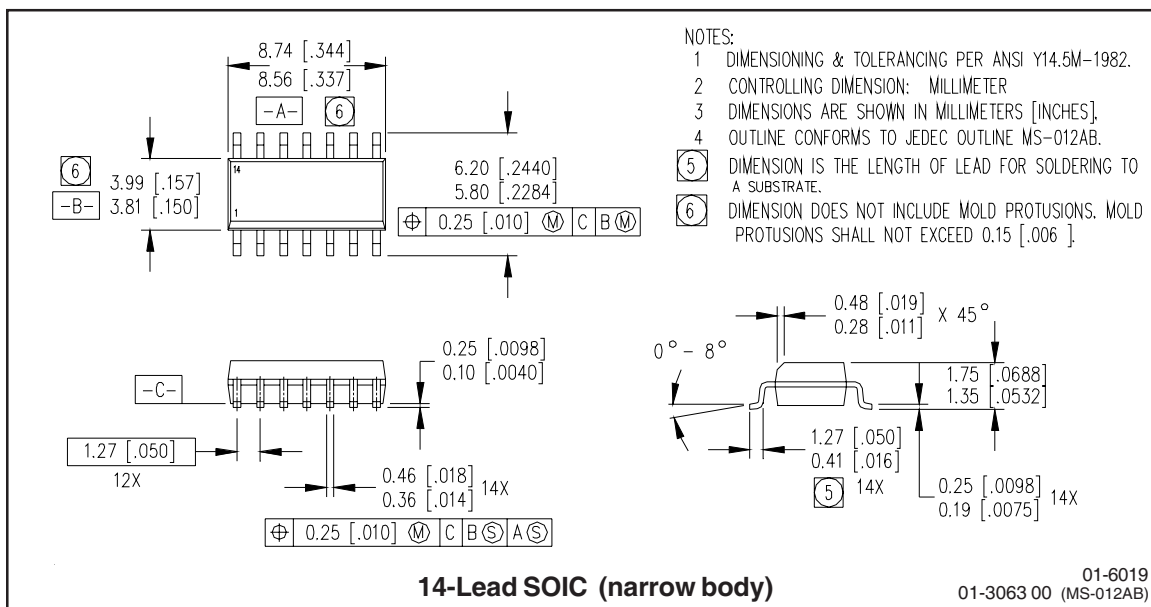 8.74 [.344]
8.56 [.337]
-A- 6
6
3.99 [.157]
3.81 [.150]
-B-
14
1
6.20 [.2440]
5.80 [.2284]
⌖ 0.25 [.010] Ⓜ C B Ⓜ
NOTES:
1 DIMENSIONING & TOLERANCING PER ANSI Y14.5M-1982.
2 CONTROLLING DIMENSION: MILLIMETER
3 DIMENSIONS ARE SHOWN IN MILLIMETERS [INCHES].
4 OUTLINE CONFORMS TO JEDEC OUTLINE MS-012AB.
5 DIMENSION IS THE LENGTH OF LEAD FOR SOLDERING TO
A SUBSTRATE.
6 DIMENSION DOES NOT INCLUDE MOLD PROTUSIONS. MOLD
PROTUSIONS SHALL NOT EXCEED 0.15 [.006 ].
-C-
0.25 [.0098]
0.10 [.0040]
1.27 [.050]
12X
0.46 [.018]
0.36 [.014] 14X
⌖ 0.25 [.010] Ⓜ C B Ⓢ A Ⓢ
0.48 [.019]
0.28 [.011] X 45°
0° - 8°
1.75 [.0688]
1.35 [.0532]
1.27 [.050]
0.41 [.016]
5 14X
0.25 [.0098]
0.19 [.0075] 14X
14-Lead SOIC (narrow body)
01-6019
01-3063 00 (MS-012AB)